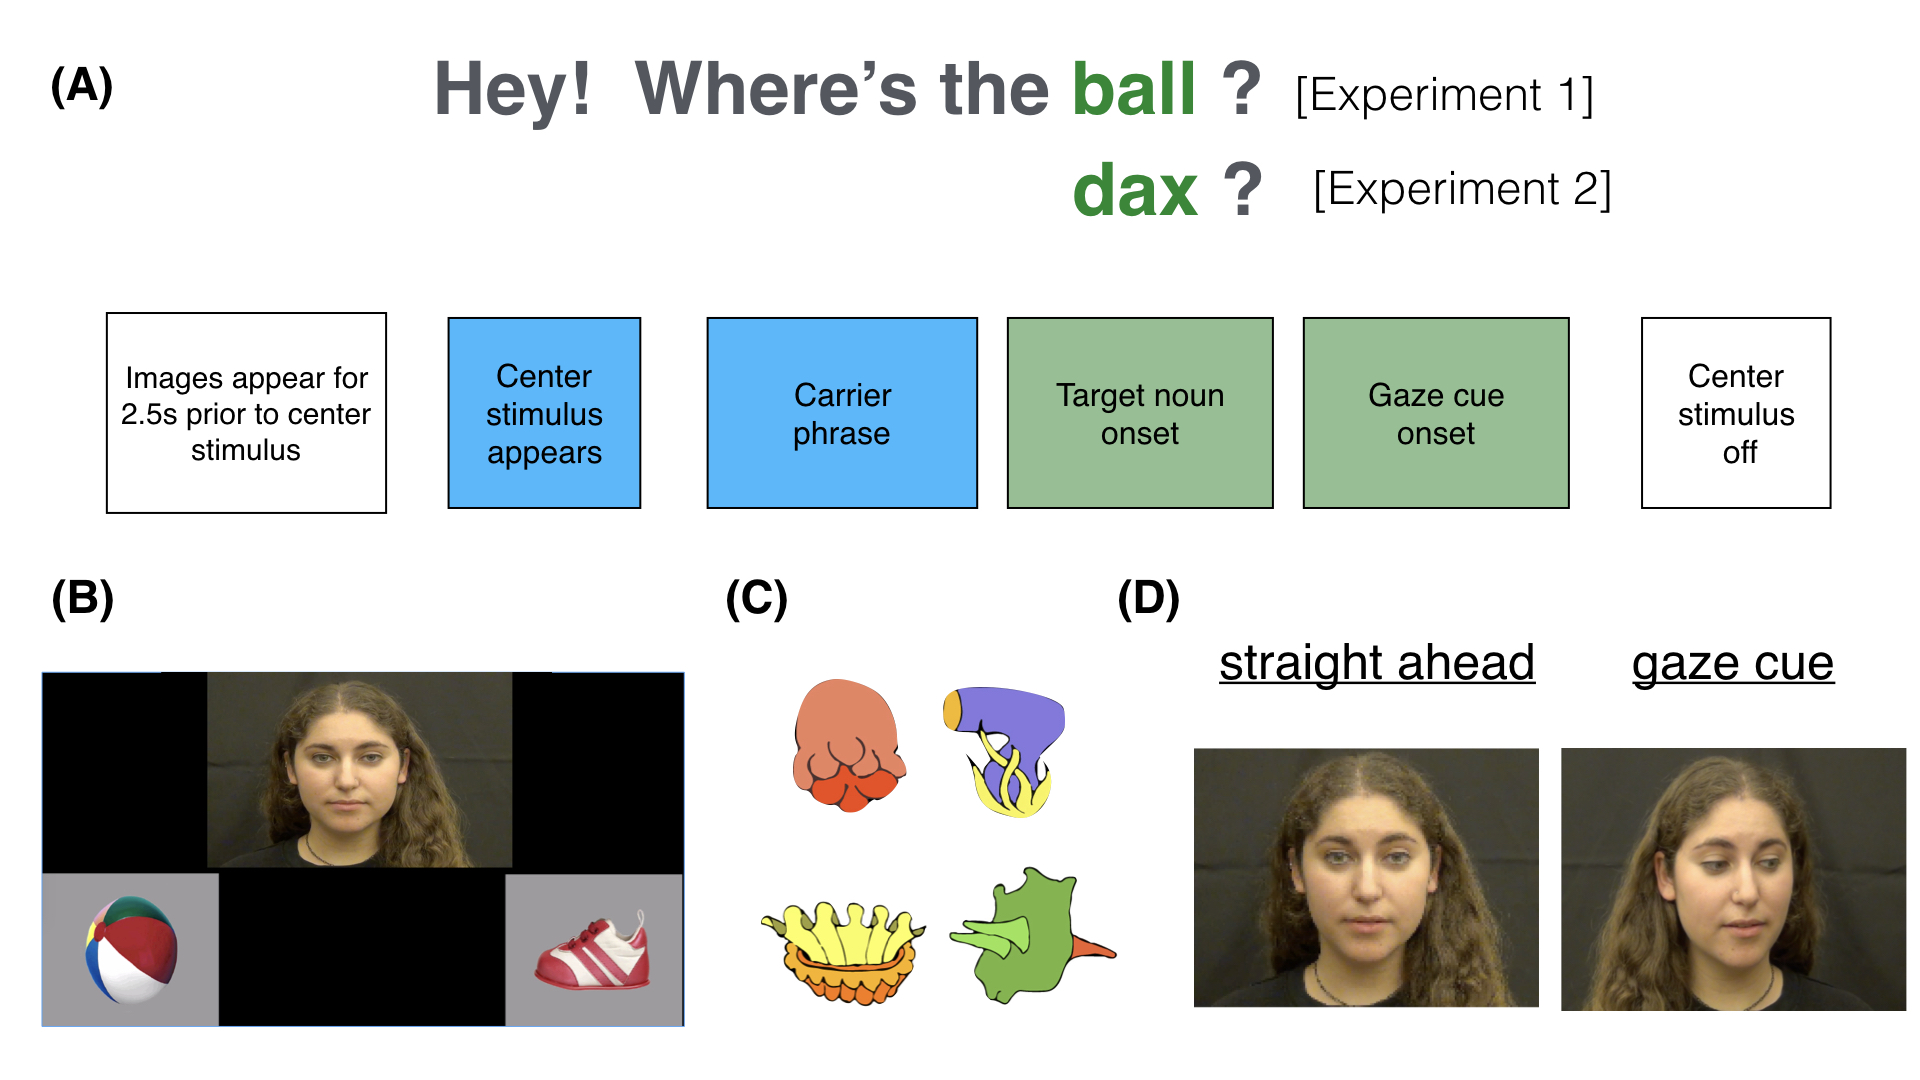 (A)
Hey! Where’s the ball ? [Experiment 1]
dax ? [Experiment 2]
Images appear for
2.5s prior to center
stimulus
Center
stimulus
appears
Carrier
phrase
Target noun
onset
Gaze cue
onset
Center
stimulus
off
(B)
(C)
(D)
straight ahead
gaze cue